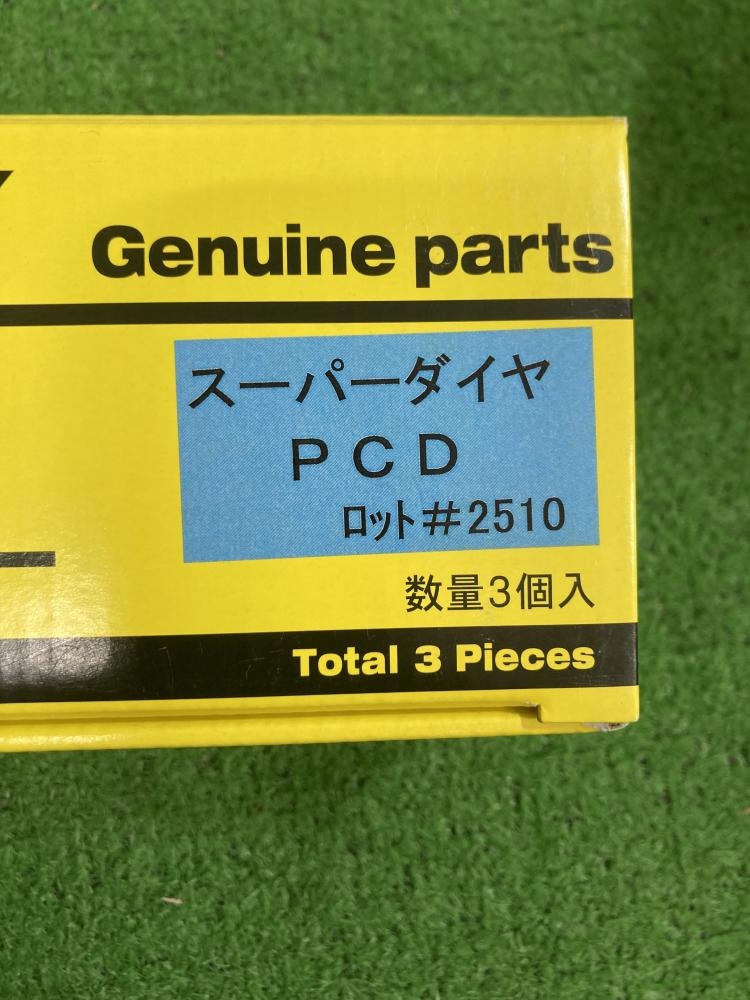 Genuine parts
スーパーダイヤ
ＰＣＤ
ロット＃2510
数量3個入
Total 3 Pieces